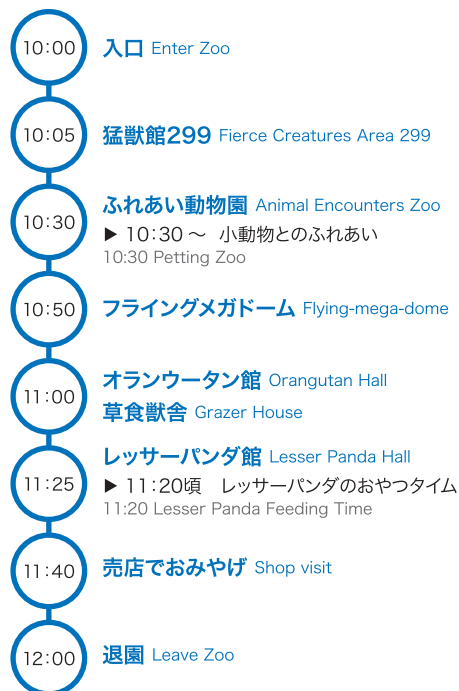 10:00 入口 Enter Zoo
10:05 猛獣館299 Fierce Creatures Area 299
10:30 ふれあい動物園 Animal Encounters Zoo
▶ 10:30 〜 小動物とのふれあい
10:30 Petting Zoo
10:50 フライングメガドーム Flying-mega-dome
11:00 オランウータン館 Orangutan Hall
草食獣舎 Grazer House
11:25 レッサーパンダ館 Lesser Panda Hall
▶ 11:20頃 レッサーパンダのおやつタイム
11:20 Lesser Panda Feeding Time
11:40 売店でおみやげ Shop visit
12:00 退園 Leave Zoo